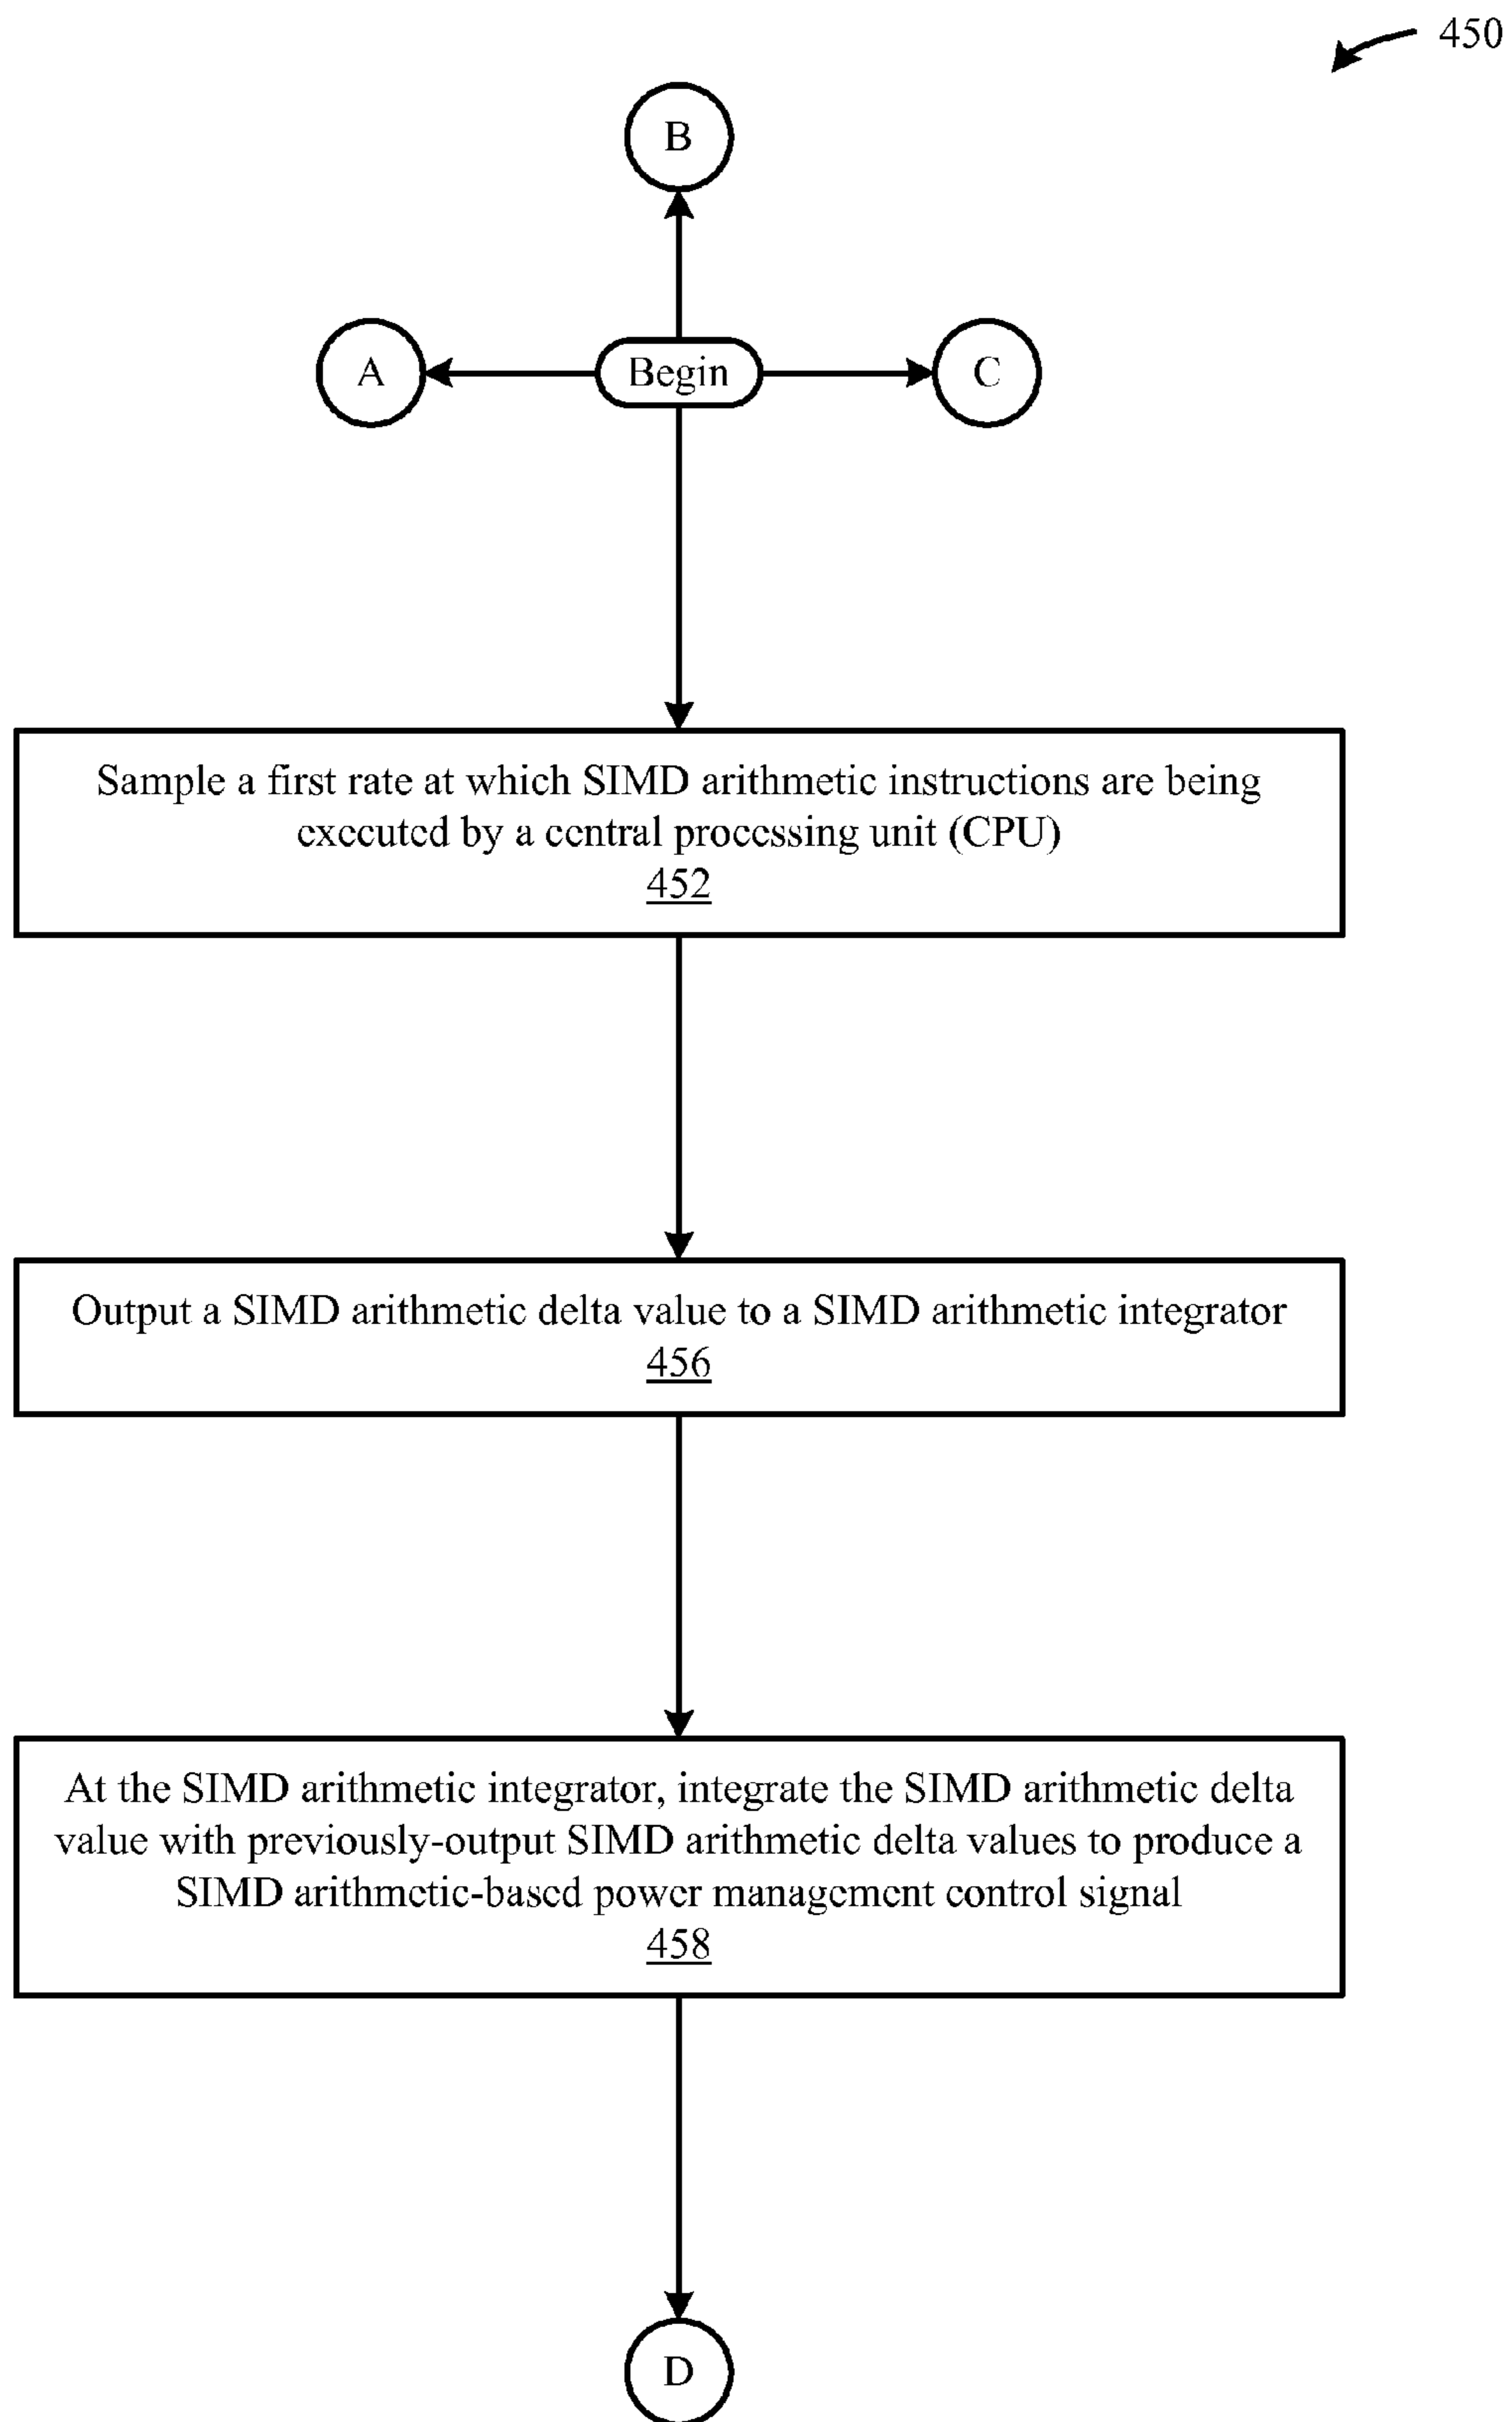 450
B
A
Begin
C
Sample a first rate at which SIMD arithmetic instructions are being
executed by a central processing unit (CPU)
452
Output a SIMD arithmetic delta value to a SIMD arithmetic integrator
456
At the SIMD arithmetic integrator, integrate the SIMD arithmetic delta
value with previously-output SIMD arithmetic delta values to produce a
SIMD arithmetic-based power management control signal
458
D